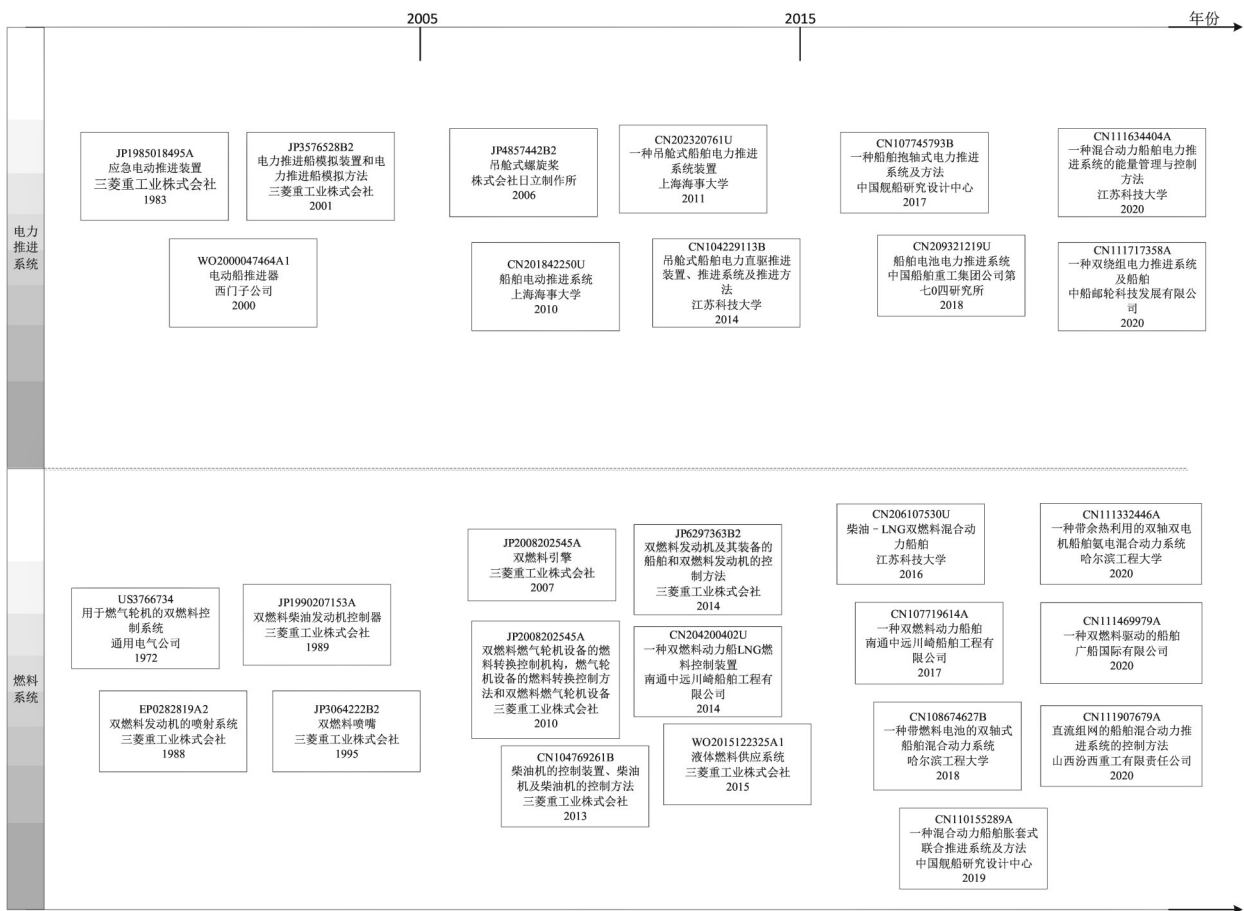 2005
2015
年份
电力
推进
系统
JP1985018495A
应急电动推进装置
三菱重工业株式会社
1983
JP3576528B2
电力推进船模拟装置和电
力推进船模拟方法
三菱重工业株式会社
2001
WO2000047464A1
电动船推进器
西门子公司
2000
JP4857442B2
吊舱式螺旋桨
株式会社日立制作所
2006
CN202320761U
一种吊舱式船舶电力推进
系统装置
上海海事大学
2011
CN201842250U
船舶电动推进系统
上海海事大学
2010
CN104229113B
吊舱式船舶电力直驱推进
装置、推进系统及推进方
法
江苏科技大学
2014
CN107745793B
一种船舶抱轴式电力推进
系统及方法
中国舰船研究设计中心
2017
CN209321219U
船舶电池电力推进系统
中国船舶重工集团公司第
七0四研究所
2018
CN111634404A
一种混合动力船舶电力推
进系统的能量管理与控制
方法
江苏科技大学
2020
CN111717358A
一种双绕组电力推进系统
及船舶
中船邮轮科技发展有限公
司
2020
燃料
系统
US3766734
用于燃气轮机的双燃料控
制系统
通用电气公司
1972
JP1990207153A
双燃料柴油发动机控制器
三菱重工业株式会社
1989
EP0282819A2
双燃料发动机的喷射系统
三菱重工业株式会社
1988
JP3064222B2
双燃料喷嘴
三菱重工业株式会社
1995
JP2008202545A
双燃料引擎
三菱重工业株式会社
2007
JP6297363B2
双燃料发动机及其装备的
船舶和双燃料发动机的控
制方法
三菱重工业株式会社
2014
JP2008202545A
双燃料燃气轮机设备的燃
料转换控制机构，燃气轮
机设备的燃料转换控制方
法和双燃料燃气轮机设备
三菱重工业株式会社
2010
CN204200402U
一种双燃料动力船LNG燃
料控制装置
南通中远川崎船舶工程有
限公司
2014
CN104769261B
柴油机的控制装置、柴油
机及柴油机的控制方法
三菱重工业株式会社
2013
WO2015122325A1
液体燃料供应系统
三菱重工业株式会社
2015
CN206107530U
柴油－LNG双燃料混合动
力船舶
江苏科技大学
2016
CN107719614A
一种双燃料动力船舶
南通中远川崎船舶工程有
限公司
2017
CN108674627B
一种带燃料电池的双轴式
船舶混合动力系统
哈尔滨工程大学
2018
CN110155289A
一种混合动力船舶胀套式
联合推进系统及方法
中国舰船研究设计中心
2019
CN111332446A
一种带余热利用的双轴双电
机船舶氨电混合动力系统
哈尔滨工程大学
2020
CN111469979A
一种双燃料驱动的船舶
广船国际有限公司
2020
CN111907679A
直流组网的船舶混合动力推
进系统的控制方法
山西汾西重工有限责任公司
2020